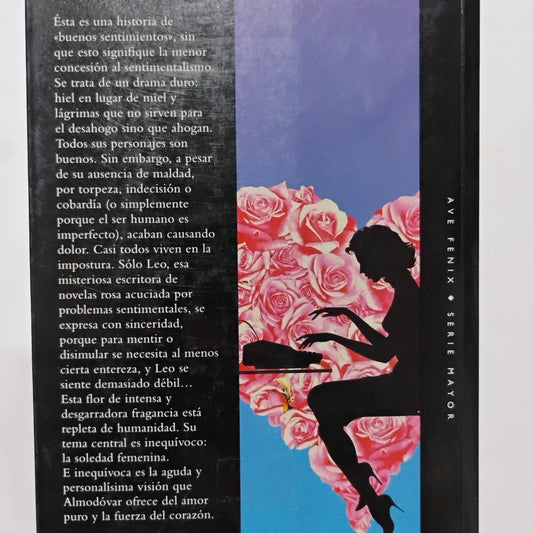 Ésta es una historia de
«buenos sentimientos», sin
que esto signifique la menor
concesión al sentimentalismo.
Se trata de un drama duro:
hiel en lugar de miel y
lágrimas que no sirven para
el desahogo sino que ahogan.
Todos sus personajes son
buenos. Sin embargo, a pesar
de su ausencia de maldad,
por torpeza, indecisión o
cobardía (o simplemente
porque el ser humano es
imperfecto), acaban causando
dolor. Casi todos viven en la
impostura. Sólo Leo, esa
misteriosa escritora de
novelas rosa acuciada por
problemas sentimentales, se
expresa con sinceridad,
porque para mentir o
disimular se necesita al menos
cierta entereza, y Leo se
siente demasiado débil...
Esta flor de intensa y
desgarradora fragancia está
repleta de humanidad. Su
tema central es inequívoco:
la soledad femenina.
E inequívoca es la aguda y
personalísima visión que
Almodóvar ofrece del amor
puro y la fuerza del corazón.
AVE FENIX ◆ SERIE MAYOR